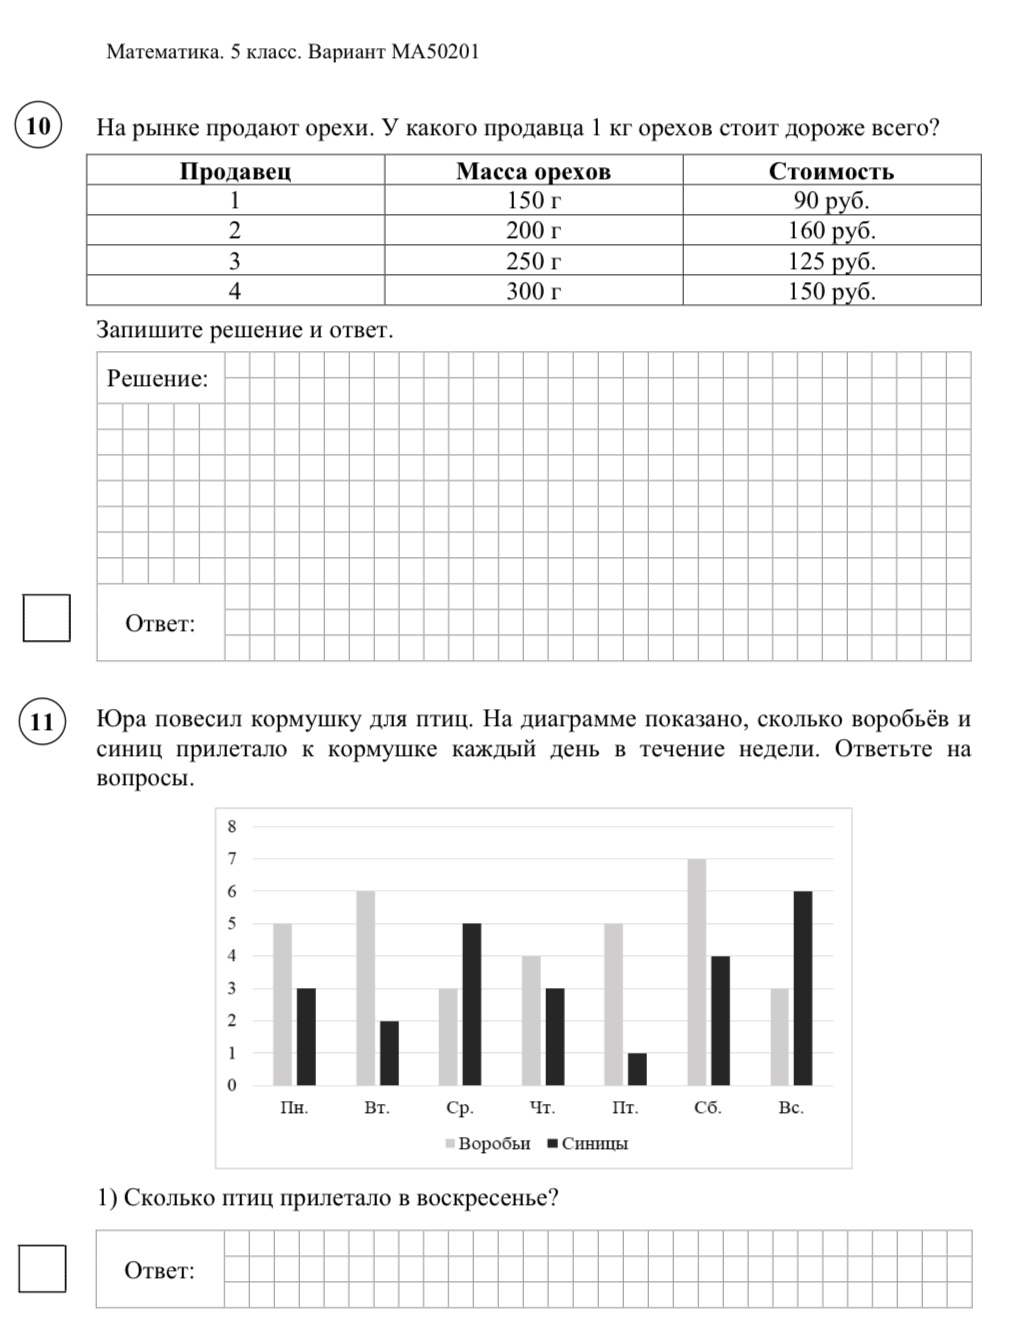 Математика. 5 класс. Вариант МА50201
10 На рынке продают орехи. У какого продавца 1 кг орехов стоит дороже всего?
Продавец Масса орехов Стоимость
1 150 г 90 руб.
2 200 г 160 руб.
3 250 г 125 руб.
4 300 г 150 руб.
Запишите решение и ответ.
Решение:
Ответ:
11 Юра повесил кормушку для птиц. На диаграмме показано, сколько воробьёв и
синиц прилетало к кормушке каждый день в течение недели. Ответьте на
вопросы.
8
7
6
5
4
3
2
1
0
Пн. Вт. Ср. Чт. Пт. Сб. Вс.
Воробьи Синицы
1) Сколько птиц прилетало в воскресенье?
Ответ: